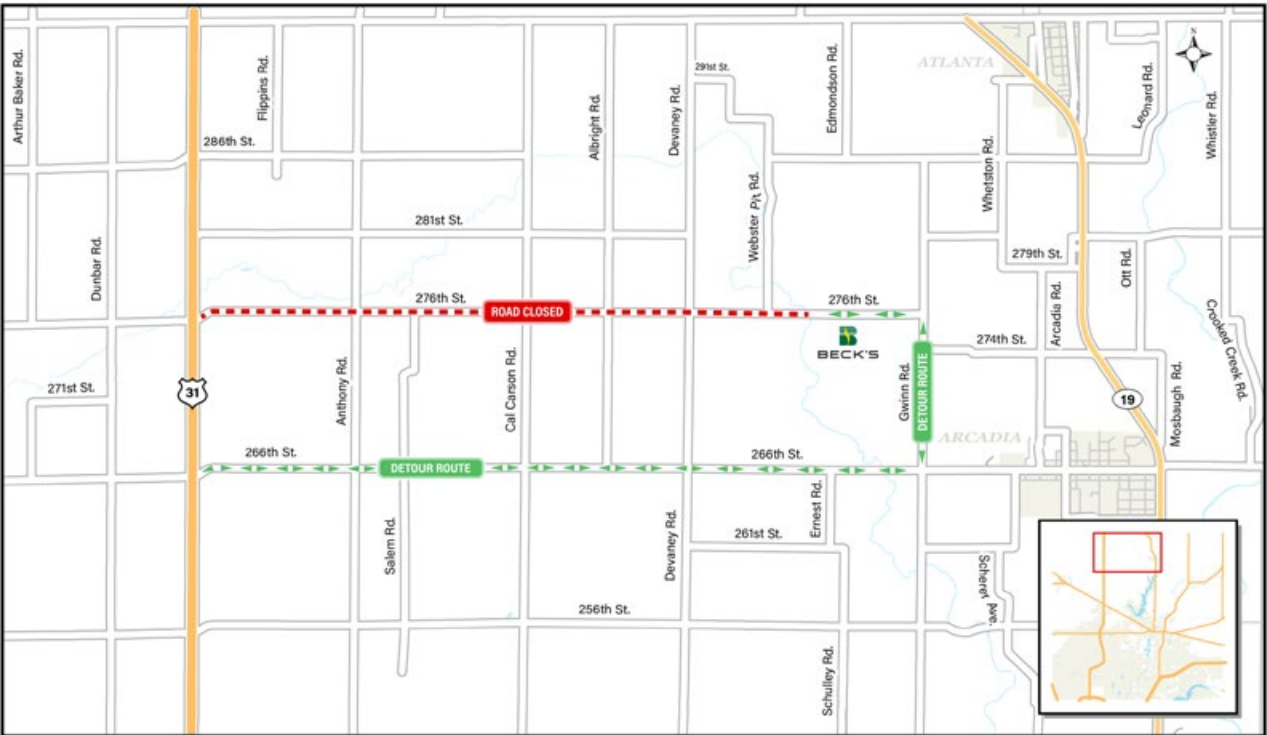 N
ATLANTA
291st St.
Arthur Baker Rd.
Flippins Rd.
Albright Rd.
Devaney Rd.
Edmondson Rd.
Leonard Rd.
Whistler Rd.
286th St.
Whetston Rd.
Webster Pit Rd.
281st St.
Dunbar Rd.
279th St.
Ott Rd.
Arcadia Rd.
276th St.
ROAD CLOSED
276th St.
Crooked Creek Rd.
274th St.
BECK'S
271st St.
31
Anthony Rd.
Cal Carson Rd.
Gwinn Rd.
DETOUR ROUTE
19
Mosbaugh Rd.
ARCADIA
266th St.
DETOUR ROUTE
266th St.
Ernest Rd.
Salem Rd.
Devaney Rd.
261st St.
Scherer Ave.
256th St.
Schulley Rd.